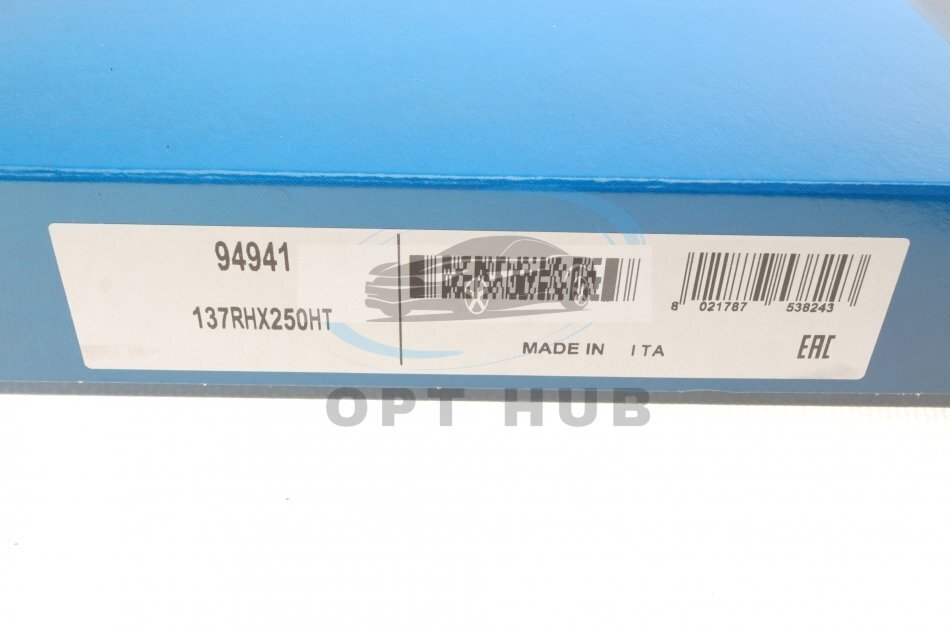 94941
137RHX250HT
8 021787 538243
MADE IN ITA
EAC
OPT HUB